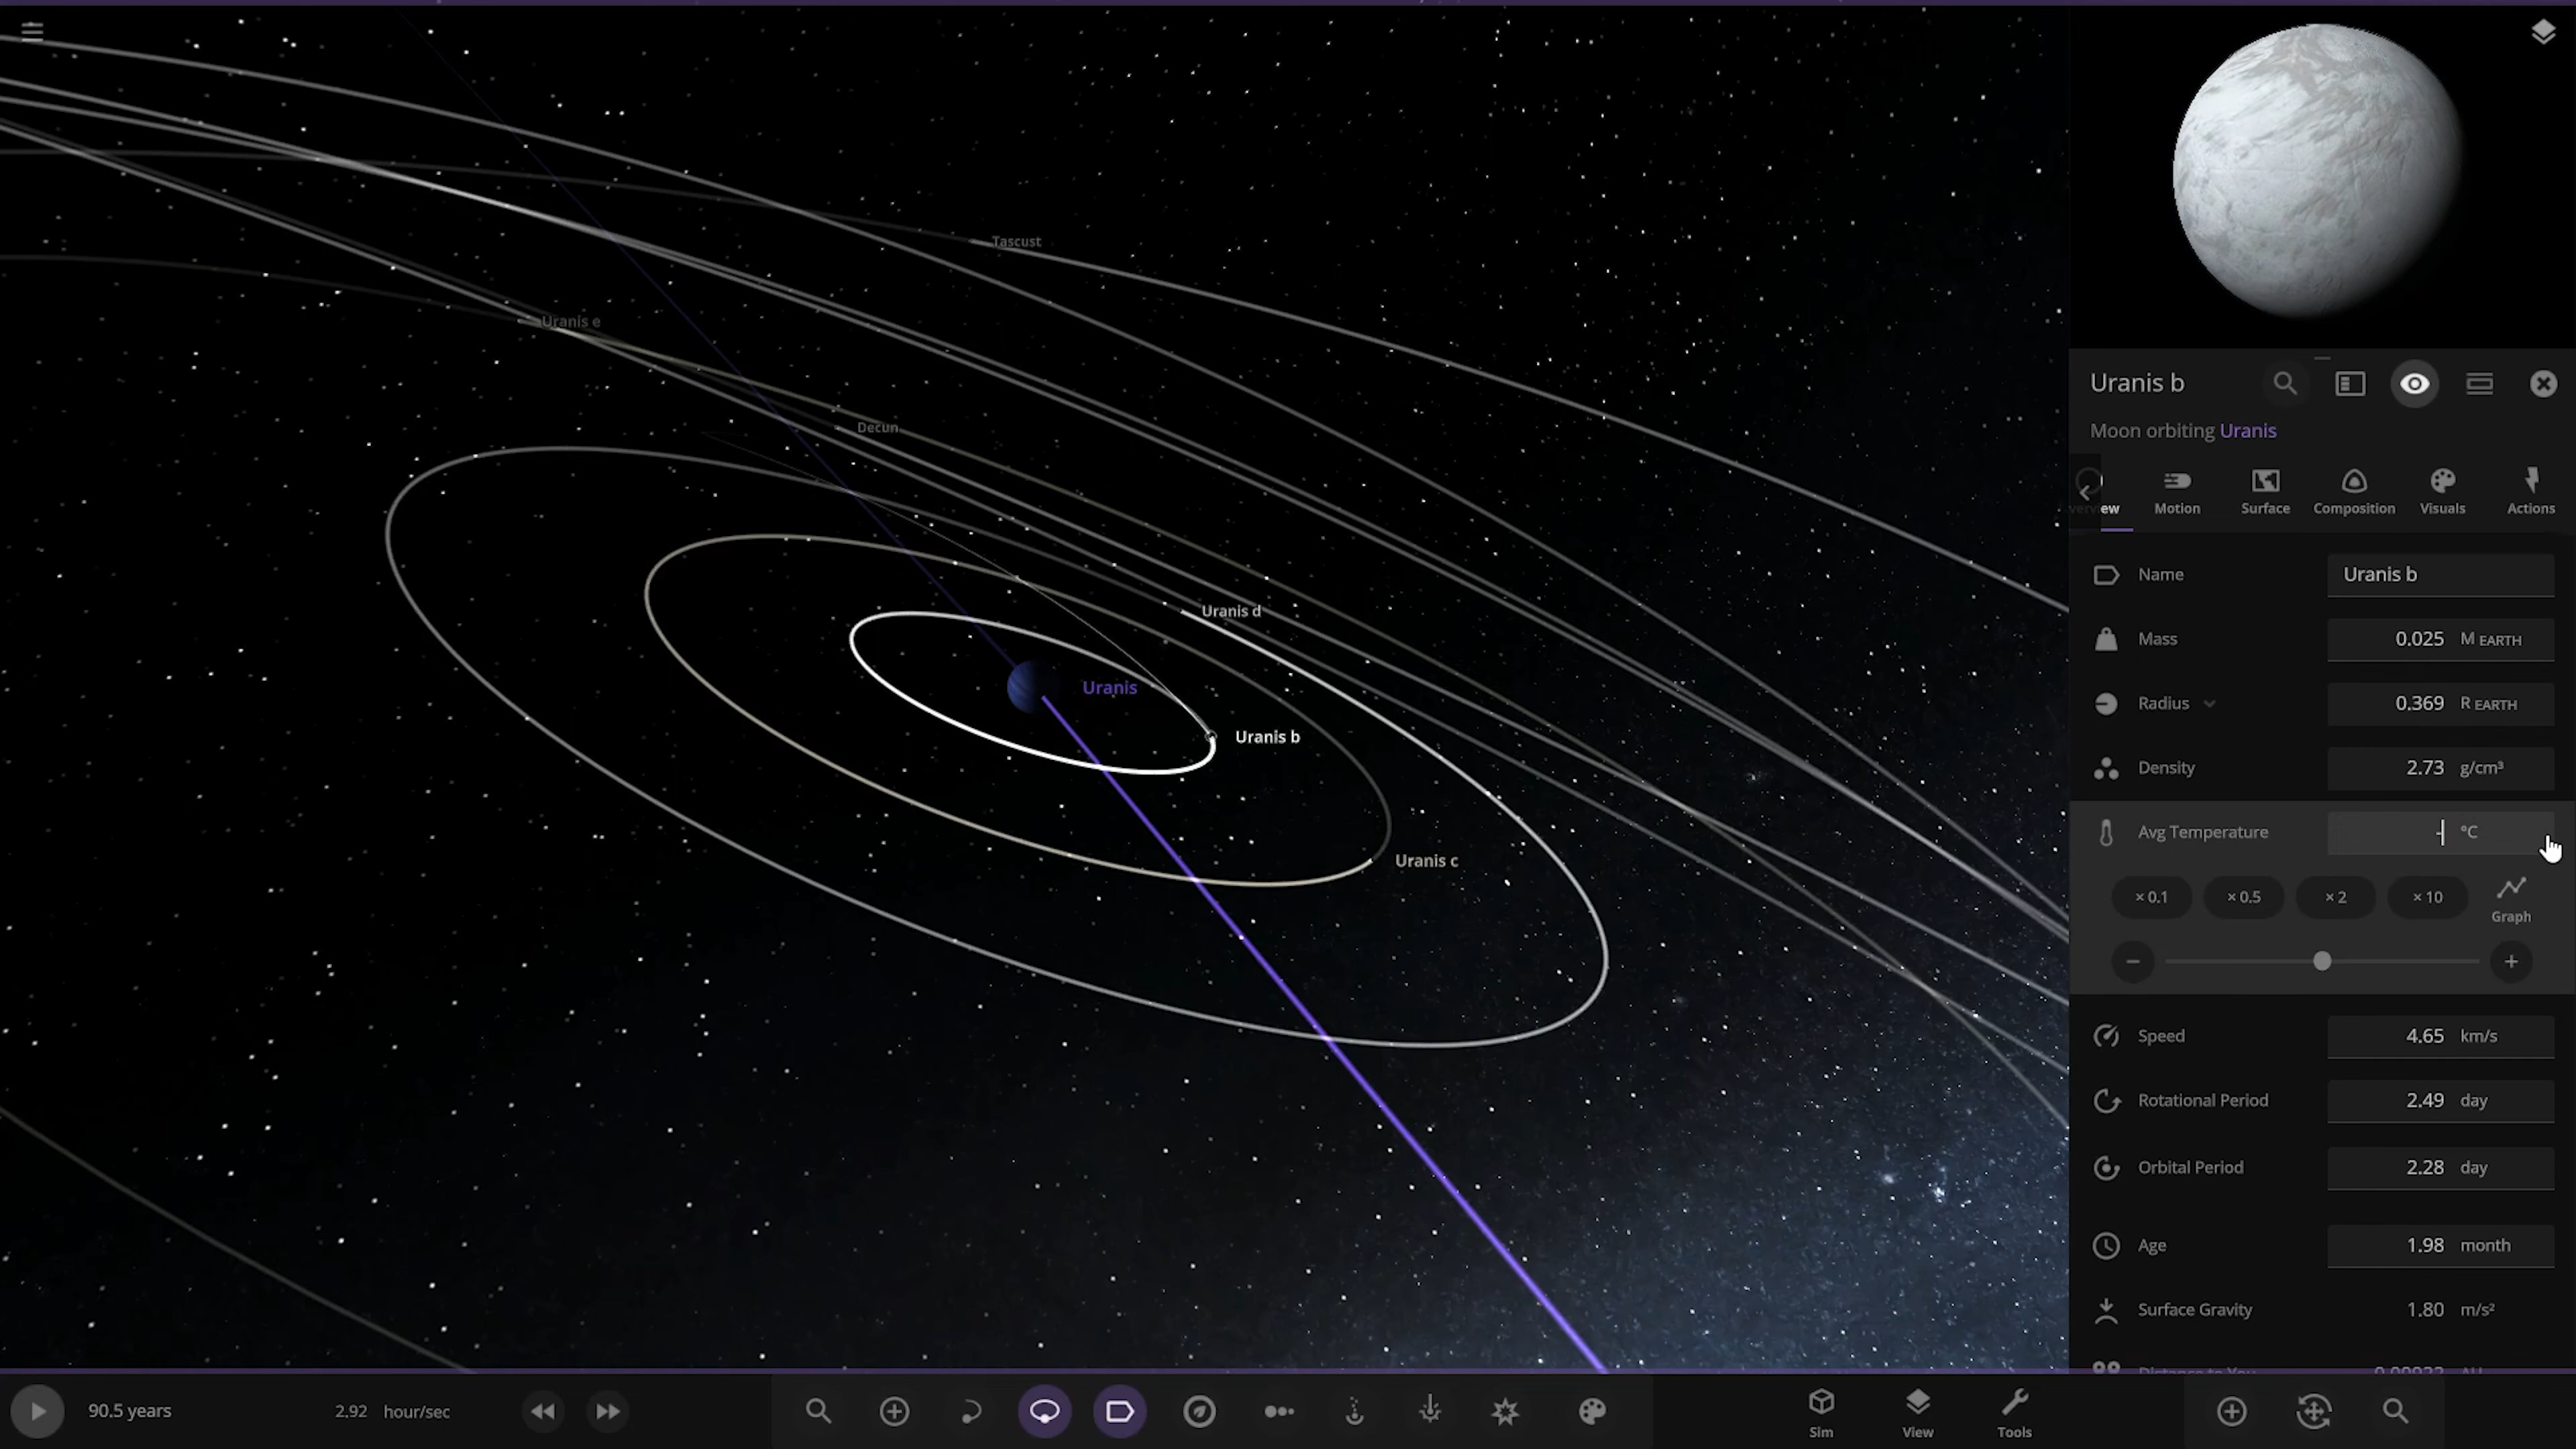 Tascust
Uranis e
Decun
Uranis d
Uranis
Uranis b
Uranis c
Uranis b
Moon orbiting Uranis
ew Motion Surface Composition Visuals Actions
Name Uranis b
Mass 0.025 M EARTH
Radius 0.369 R EARTH
Density 2.73 g/cm³
Avg Temperature - °C
× 0.1 × 0.5 × 2 × 10 Graph
Speed 4.65 km/s
Rotational Period 2.49 day
Orbital Period 2.28 day
Age 1.98 month
Surface Gravity 1.80 m/s²
90.5 years 2.92 hour/sec Sim View Tools